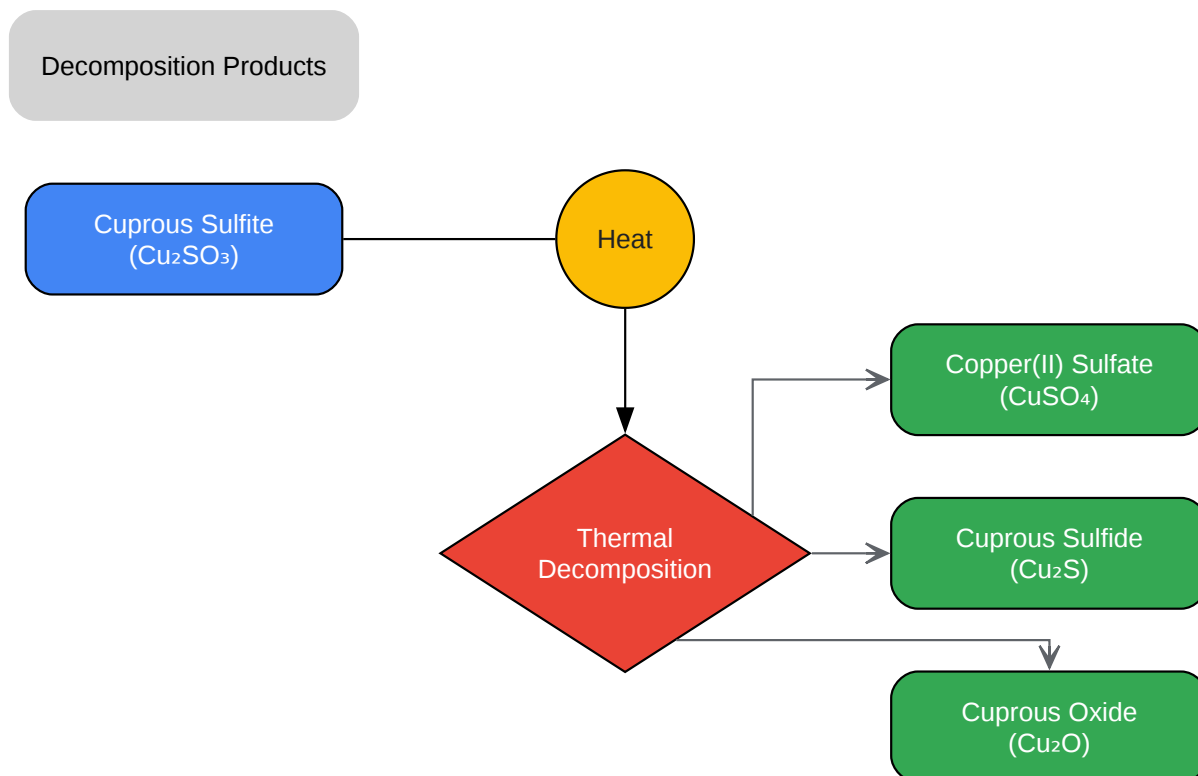 Decomposition Products
Cuprous Sulfite
(Cu₂SO₃)
Heat
Copper(II) Sulfate
(CuSO₄)
Thermal
Decomposition
Cuprous Sulfide
(Cu₂S)
Cuprous Oxide
(Cu₂O)